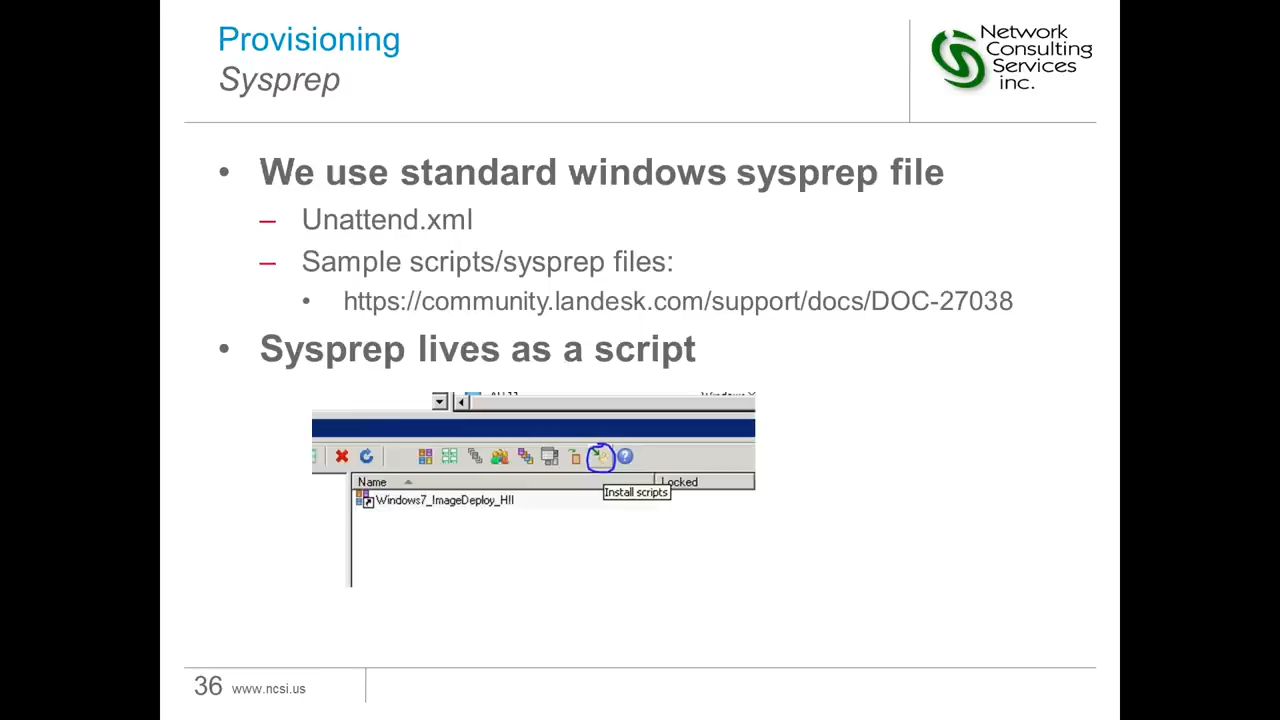 Provisioning
Sysprep
Network
Consulting
Services
inc.
• We use standard windows sysprep file
– Unattend.xml
– Sample scripts/sysprep files:
• https://community.landesk.com/support/docs/DOC-27038
• Sysprep lives as a script
Name
Locked
Install scripts
Windows7_ImageDeploy_HII
36 www.ncsi.us